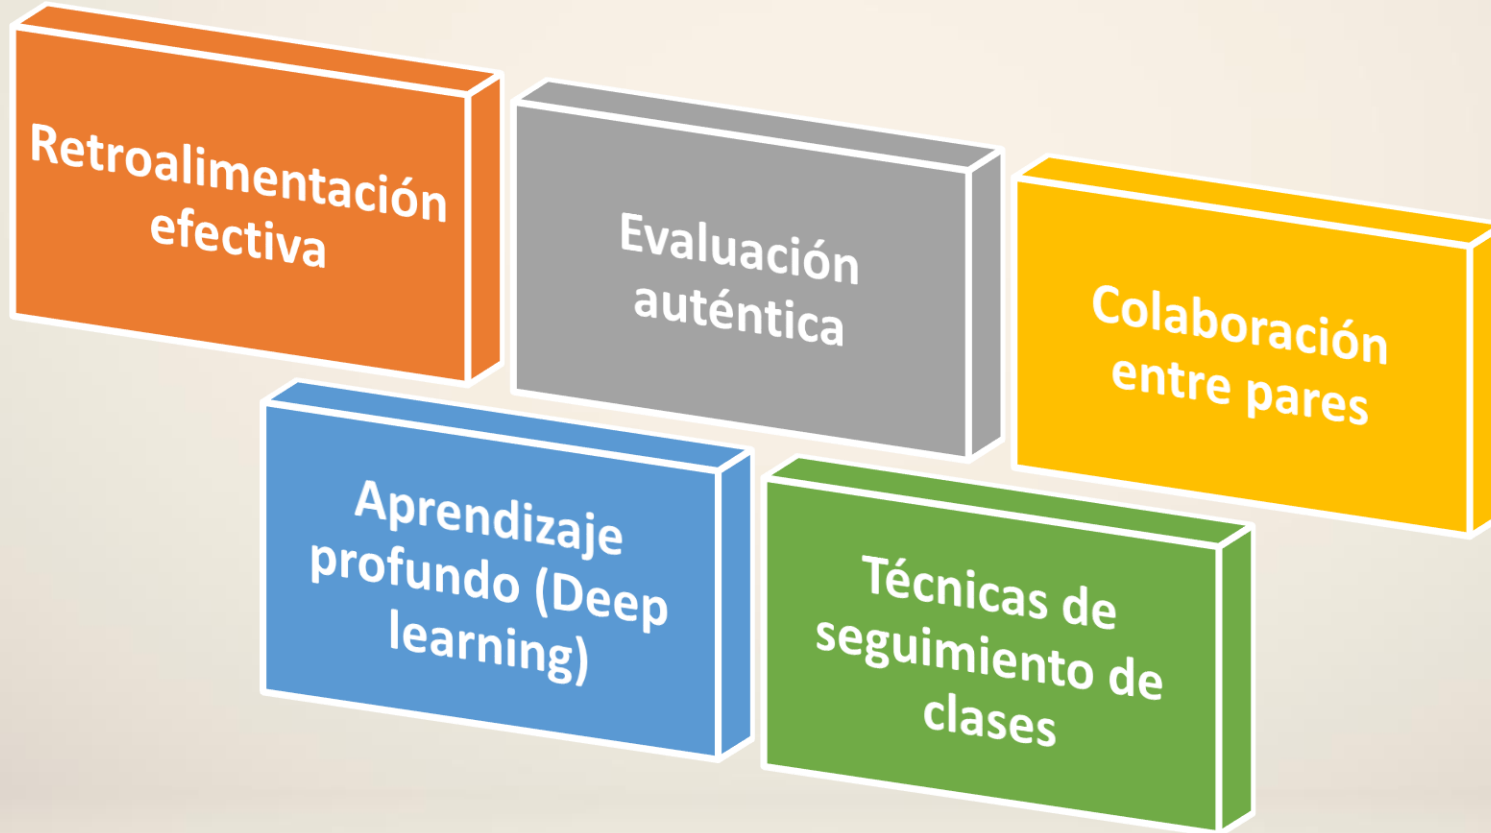 Retroalimentación
efectiva
Evaluación
auténtica
Colaboración
entre pares
Aprendizaje
profundo (Deep
learning)
Técnicas de
seguimiento de
clases